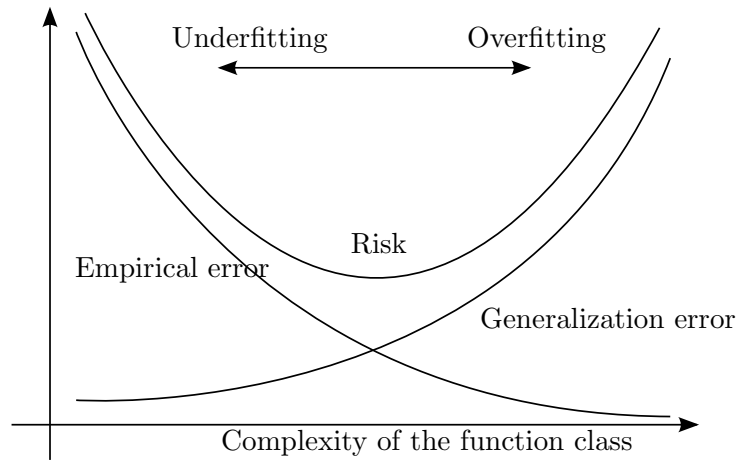 Underfitting
Overfitting
Risk
Empirical error
Generalization error
Complexity of the function class